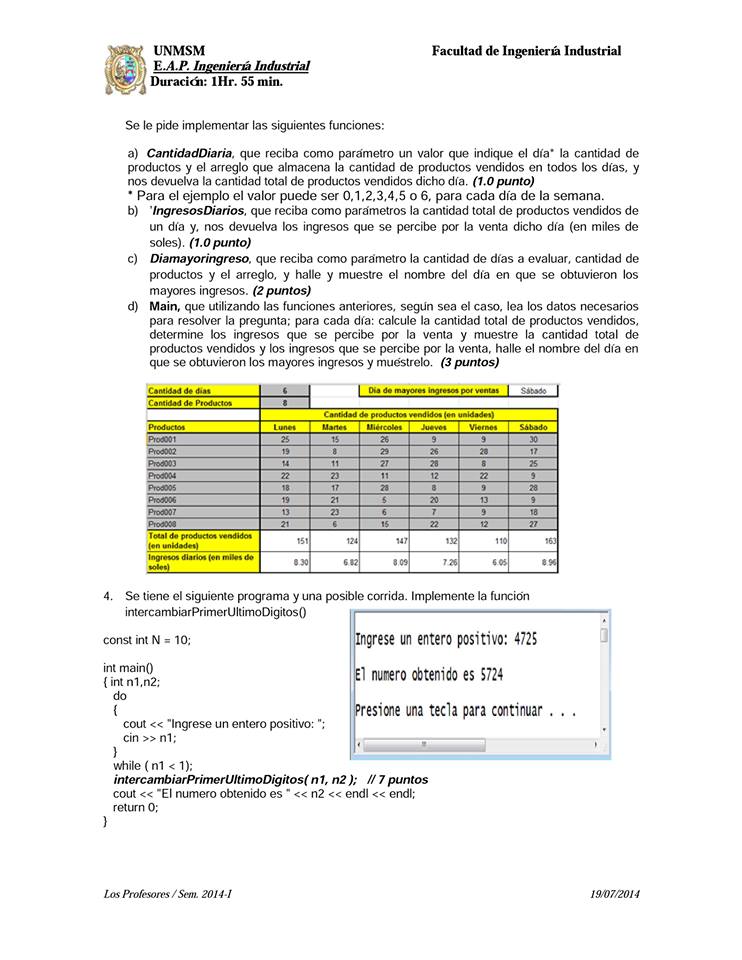 UNMSM Facultad de Ingeniería Industrial
E.A.P. Ingeniería Industrial
Duración: 1Hr. 55 min.
Se le pide implementar las siguientes funciones:
a) CantidadDiaria, que reciba como parámetro un valor que indique el día* la cantidad de
productos y el arreglo que almacena la cantidad de productos vendidos en todos los días, y
nos devuelva la cantidad total de productos vendidos dicho día. (1.0 punto)
* Para el ejemplo el valor puede ser 0,1,2,3,4,5 o 6, para cada día de la semana.
b) 'IngresosDiarios, que reciba como parámetros la cantidad total de productos vendidos de
un día y, nos devuelva los ingresos que se percibe por la venta dicho día (en miles de
soles). (1.0 punto)
c) Diamayoringreso, que reciba como parámetro la cantidad de días a evaluar, cantidad de
productos y el arreglo, y halle y muestre el nombre del día en que se obtuvieron los
mayores ingresos. (2 puntos)
d) Main, que utilizando las funciones anteriores, según sea el caso, lea los datos necesarios
para resolver la pregunta; para cada día: calcule la cantidad total de productos vendidos,
determine los ingresos que se percibe por la venta y muestre la cantidad total de
productos vendidos y los ingresos que se percibe por la venta, halle el nombre del día en
que se obtuvieron los mayores ingresos y muéstrelo. (3 puntos)
Cantidad de días 6 Día de mayores ingresos por ventas Sábado
Cantidad de Productos 8
Cantidad de productos vendidos (en unidades)
Productos Lunes Martes Miércoles Jueves Viernes Sábado
Prod001 25 15 26 9 9 30
Prod002 19 8 29 26 28 17
Prod003 14 11 27 28 8 25
Prod004 22 23 11 12 22 9
Prod005 18 17 28 8 9 28
Prod006 19 21 5 20 13 9
Prod007 13 23 6 7 9 18
Prod008 21 6 15 22 12 27
Total de productos vendidos
(en unidades) 151 124 147 132 110 163
Ingresos diarios (en miles de
soles) 8.30 6.82 8.09 7.26 6.05 8.96
4. Se tiene el siguiente programa y una posible corrida. Implemente la función
intercambiarPrimerUltimoDigitos()
const int N = 10;
int main()
{ int n1,n2;
do
{
cout << "Ingrese un entero positivo: ";
cin >> n1;
}
while ( n1 < 1);
intercambiarPrimerUltimoDigitos( n1, n2 ); // 7 puntos
cout << "El numero obtenido es " << n2 << endl << endl;
return 0;
}
Ingrese un entero positivo: 4725
El numero obtenido es 5724
Presione una tecla para continuar . . .
Los Profesores / Sem. 2014-I 19/07/2014